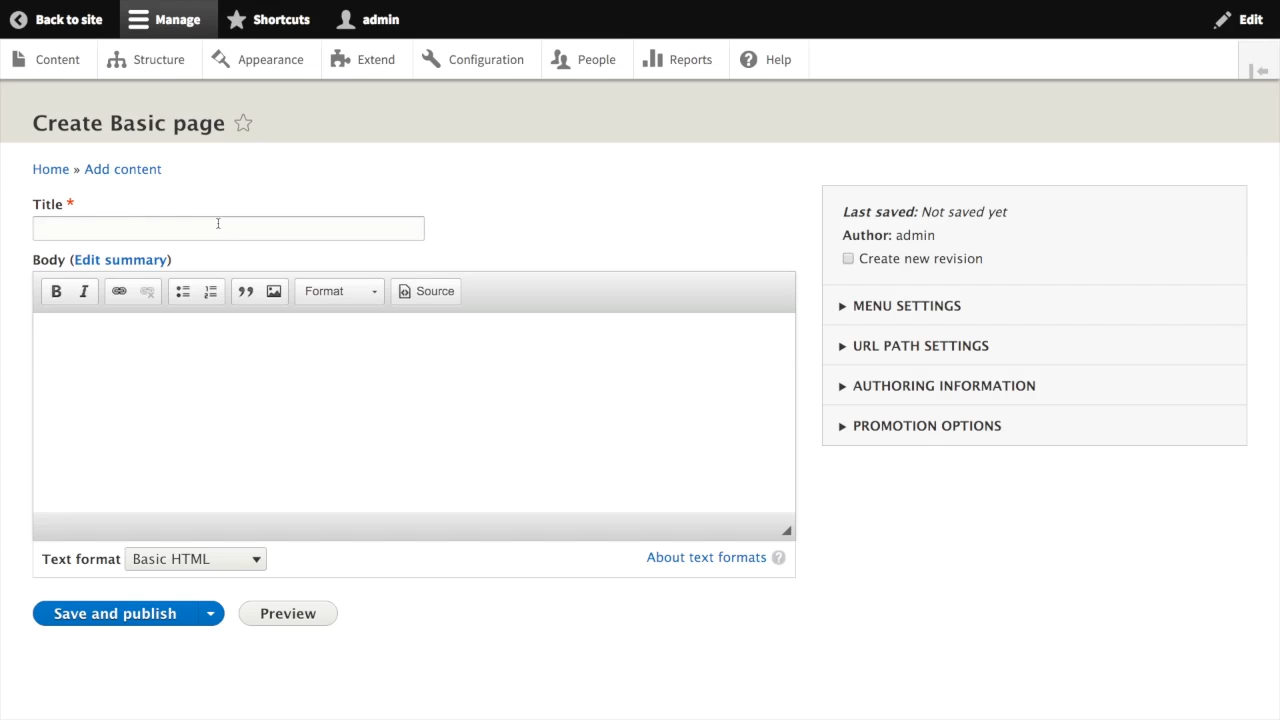 Back to site Manage Shortcuts admin Edit
Content Structure Appearance Extend Configuration People Reports Help
Create Basic page
Home » Add content
Title *
Body (Edit summary)
B I Format Source
Text format Basic HTML About text formats ?
Save and publish Preview
Last saved: Not saved yet
Author: admin
Create new revision
MENU SETTINGS
URL PATH SETTINGS
AUTHORING INFORMATION
PROMOTION OPTIONS